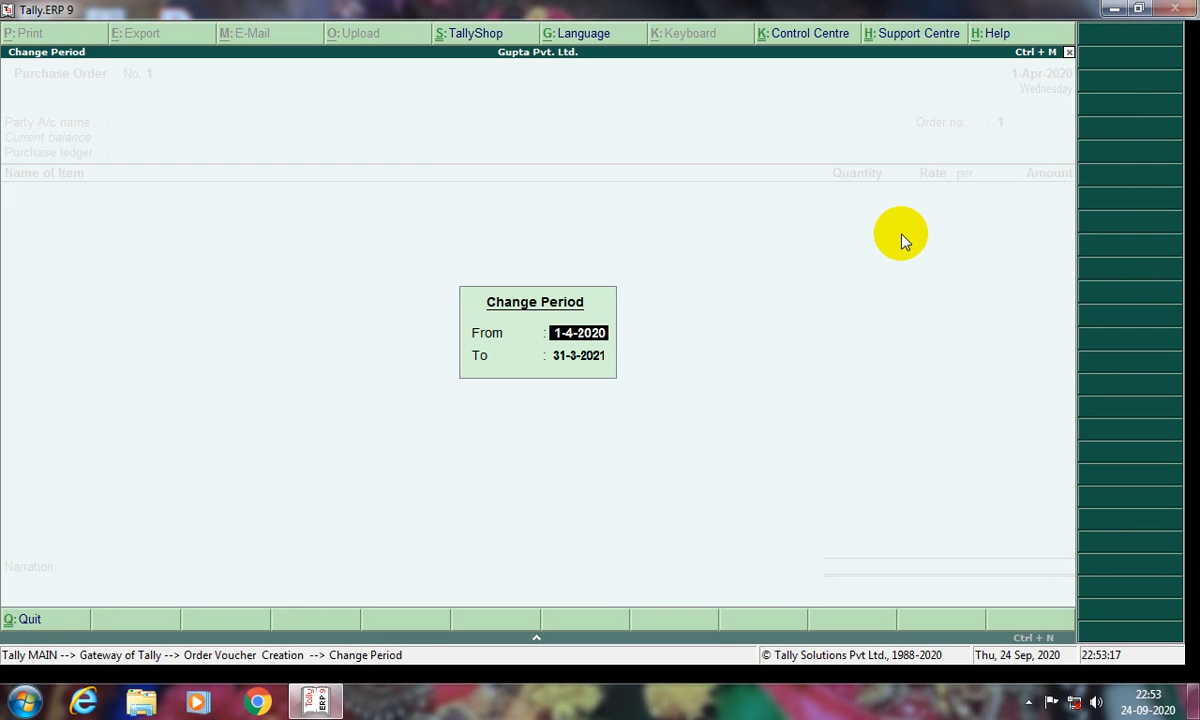 Tally.ERP 9
P: Print E: Export M: E-Mail O: Upload S: TallyShop G: Language K: Keyboard K: Control Centre H: Support Centre H: Help
Change Period Gupta Pvt. Ltd. Ctrl + M
Purchase Order No. 1 1-Apr-2020
Wednesday
Party A/c name : Order no. : 1
Current balance :
Purchase ledger :
Name of Item Quantity Rate per Amount
Change Period
From : 1-4-2020
To : 31-3-2021
Narration:
Q: Quit
Ctrl + N
Tally MAIN --> Gateway of Tally --> Order Voucher Creation --> Change Period © Tally Solutions Pvt Ltd., 1988-2020 Thu, 24 Sep, 2020 22:53:17
22:53
24-09-2020